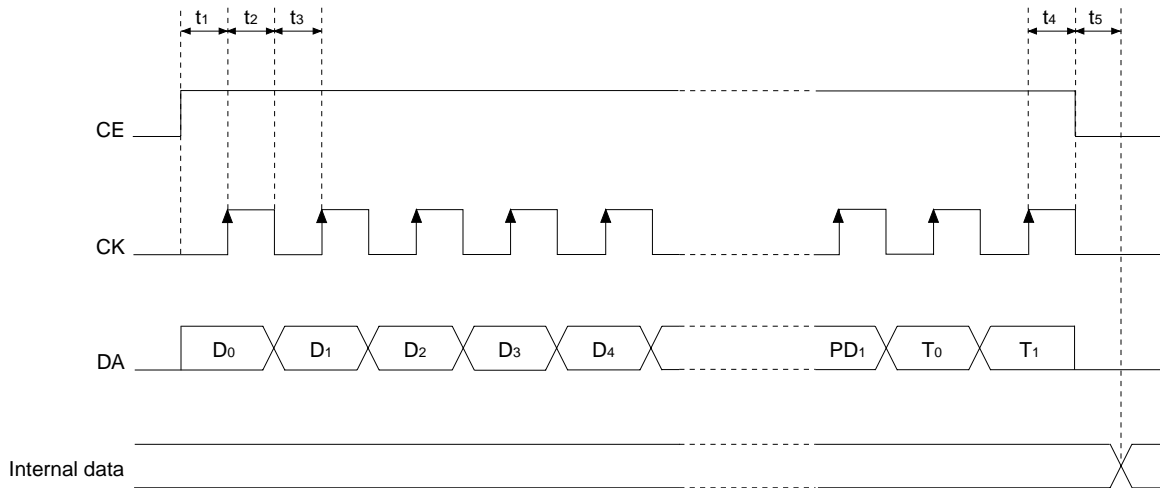 t1 t2 t3 t4 t5
CE
CK
DA D0 D1 D2 D3 D4 PD1 T0 T1
Internal data